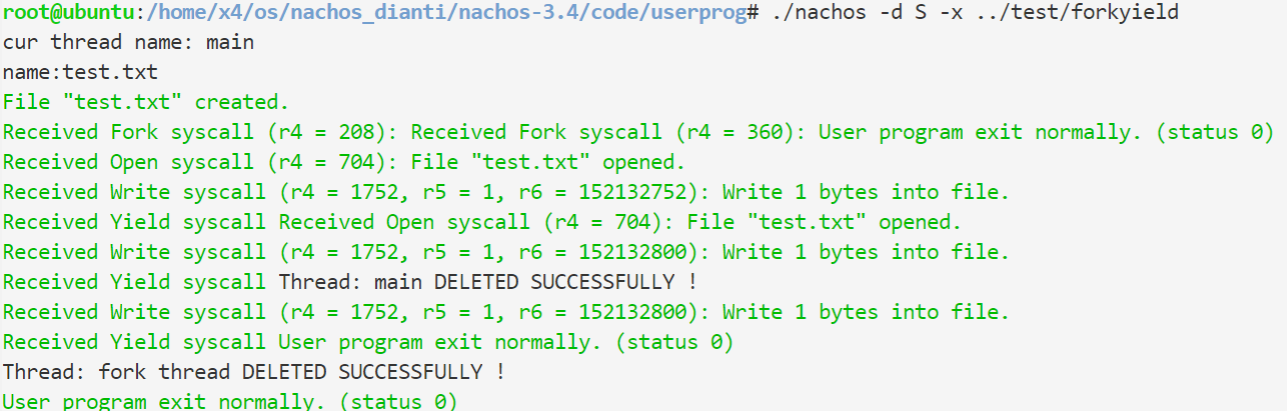 root@ubuntu:/home/x4/os/nachos_dianti/nachos-3.4/code/userprog# ./nachos -d S -x ../test/forkyield
cur thread name: main
name:test.txt
File "test.txt" created.
Received Fork syscall (r4 = 208): Received Fork syscall (r4 = 360): User program exit normally. (status 0)
Received Open syscall (r4 = 704): File "test.txt" opened.
Received Write syscall (r4 = 1752, r5 = 1, r6 = 152132752): Write 1 bytes into file.
Received Yield syscall Received Open syscall (r4 = 704): File "test.txt" opened.
Received Write syscall (r4 = 1752, r5 = 1, r6 = 152132800): Write 1 bytes into file.
Received Yield syscall Thread: main DELETED SUCCESSFULLY !
Received Write syscall (r4 = 1752, r5 = 1, r6 = 152132800): Write 1 bytes into file.
Received Yield syscall User program exit normally. (status 0)
Thread: fork thread DELETED SUCCESSFULLY !
User program exit normally. (status 0)